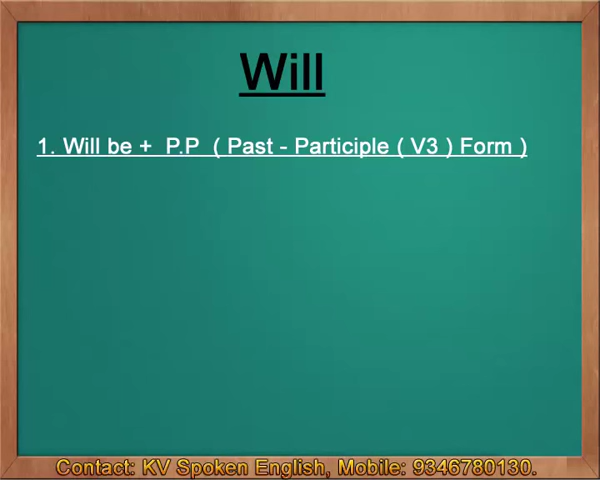 Will
1. Will be + P.P ( Past - Participle ( V3 ) Form )
Contact: KV Spoken English, Mobile: 9346780130.